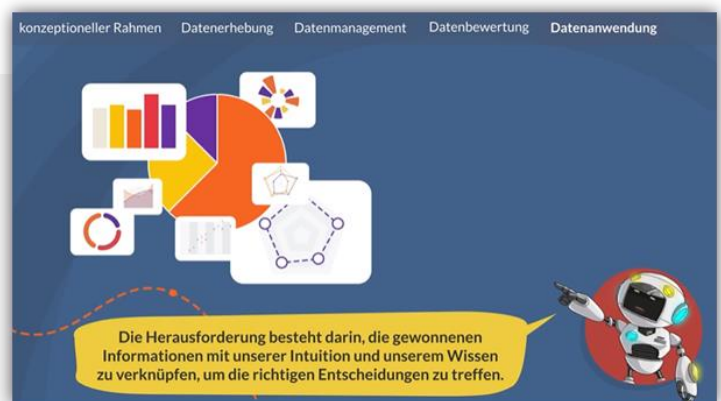 konzeptioneller Rahmen Datenerhebung Datenmanagement Datenbewertung Datenanwendung
Die Herausforderung besteht darin, die gewonnenen
Informationen mit unserer Intuition und unserem Wissen
zu verknüpfen, um die richtigen Entscheidungen zu treffen.